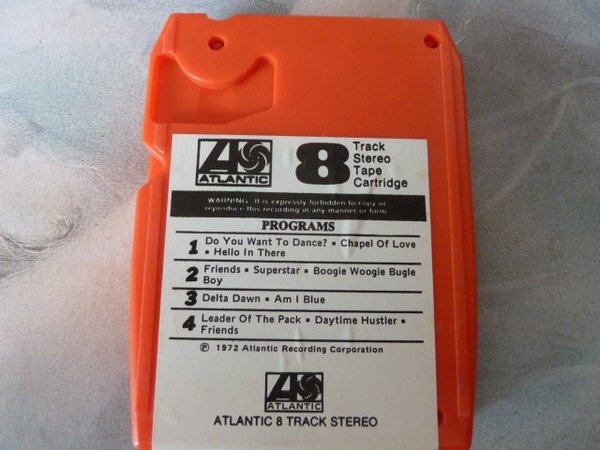 ATLANTIC
8 Track
Stereo
Tape
Cartridge
WARNING: It is expressly forbidden to copy or
reproduce this recording in any manner or form
PROGRAMS
1 Do You Want To Dance? ▪ Chapel Of Love
▪ Hello In There
2 Friends ▪ Superstar ▪ Boogie Woogie Bugle
Boy
3 Delta Dawn ▪ Am I Blue
4 Leader Of The Pack ▪ Daytime Hustler ▪
Friends
℗ 1972 Atlantic Recording Corporation
ATLANTIC
ATLANTIC 8 TRACK STEREO